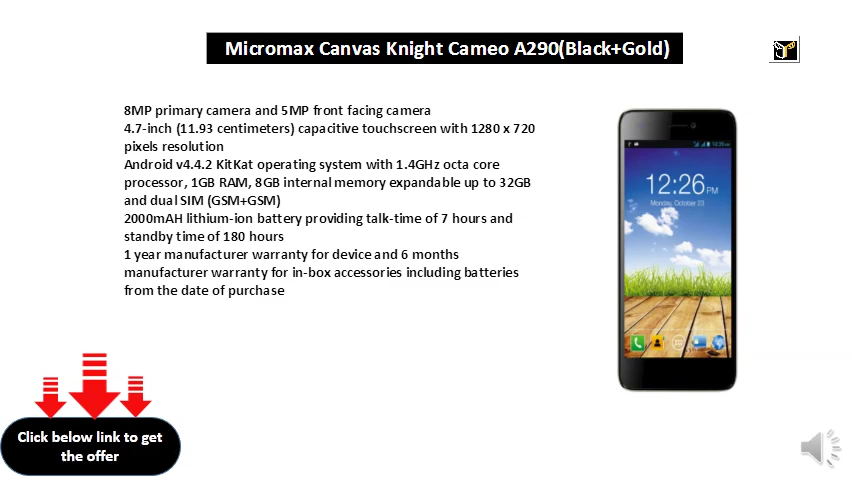 Micromax Canvas Knight Cameo A290(Black+Gold)
8MP primary camera and 5MP front facing camera
4.7-inch (11.93 centimeters) capacitive touchscreen with 1280 x 720
pixels resolution
Android v4.4.2 KitKat operating system with 1.4GHz octa core
processor, 1GB RAM, 8GB internal memory expandable up to 32GB
and dual SIM (GSM+GSM)
2000mAH lithium-ion battery providing talk-time of 7 hours and
standby time of 180 hours
1 year manufacturer warranty for device and 6 months
manufacturer warranty for in-box accessories including batteries
from the date of purchase
12:26 PM
Monday, October 23
Click below link to get
the offer